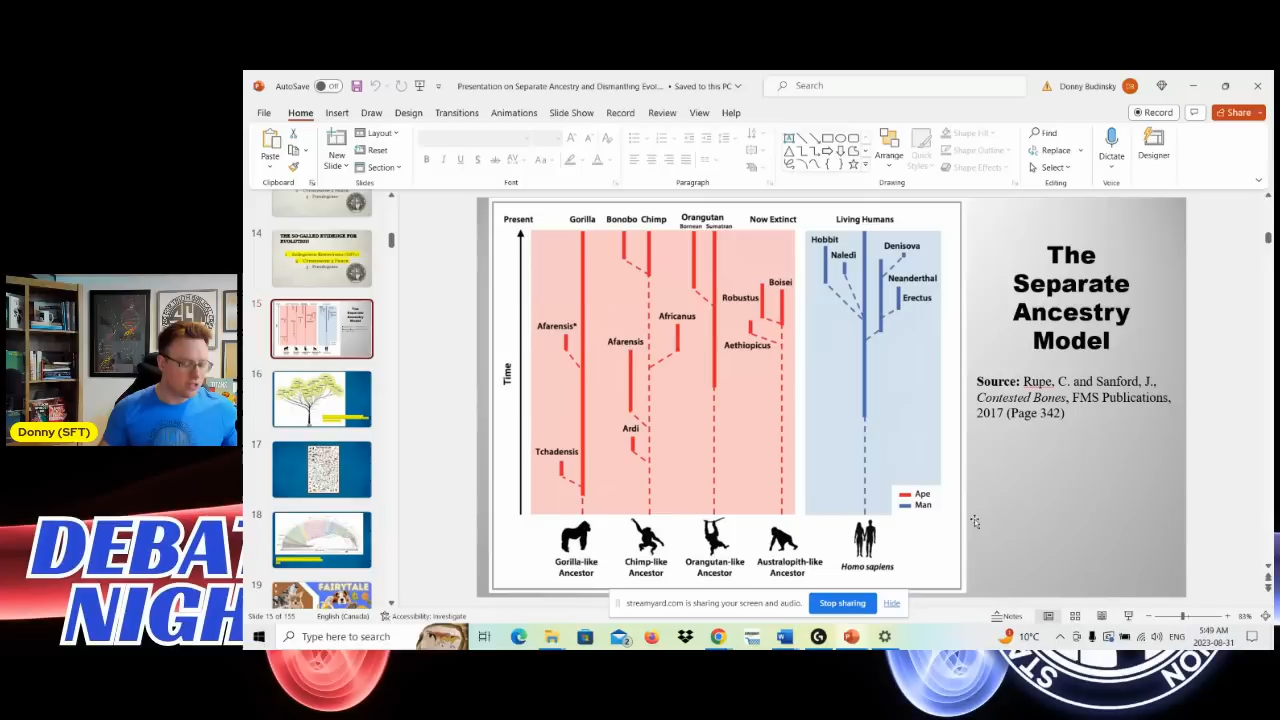 AutoSave
Off
Presentation on Separate Ancestry and Dismantling Evol... • Saved to this PC
Search
Donny Budinsky
DB
File Home Insert Draw Design Transitions Animations Slide Show Record Review View Help
Record
Share
Paste
New
Slide
Layout
Reset
Section
Arrange
Quick
Styles
Shape Fill
Shape Outline
Shape Effects
Find
Replace
Select
Dictate
Designer
Clipboard Slides Font Paragraph Drawing Editing Voice
14
THE SO-CALLED EVIDENCE FOR
EVOLUTION
15
16
17
18
19
FAIRYTALE
Present Gorilla Bonobo Chimp Orangutan Now Extinct Living Humans
Bornean Sumatran
Hobbit
Denisova
Naledi
Neanderthal
Boisei
Robustus
Erectus
Africanus
Afarensis*
Afarensis
Aethiopicus
Time
Ardi
Tchadensis
Ape
Man
Gorilla-like
Ancestor
Chimp-like
Ancestor
Orangutan-like
Ancestor
Australopith-like
Ancestor
Homo sapiens
The
Separate
Ancestry
Model
Source: Rupe, C. and Sanford, J.,
Contested Bones, FMS Publications,
2017 (Page 342)
Donny (SFT)
DEBAT
NIGH
streamyard.com is sharing your screen and audio.
Stop sharing
Hide
Slide 15 of 155
English (Canada)
Accessibility: Investigate
Notes
83%
Type here to search
10°C
ENG
5:49 AM
2023-08-31